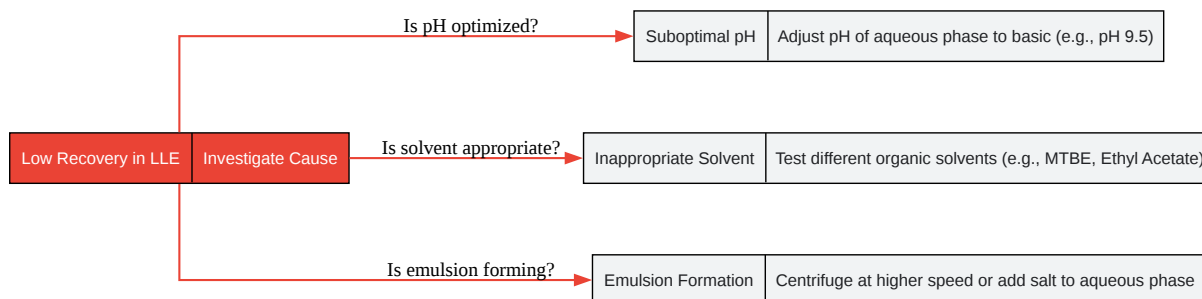 Is pH optimized?
Suboptimal pH
Adjust pH of aqueous phase to basic (e.g., pH 9.5)
Low Recovery in LLE
Investigate Cause
Is solvent appropriate?
Inappropriate Solvent
Test different organic solvents (e.g., MTBE, Ethyl Acetate)
Is emulsion forming?
Emulsion Formation
Centrifuge at higher speed or add salt to aqueous phase